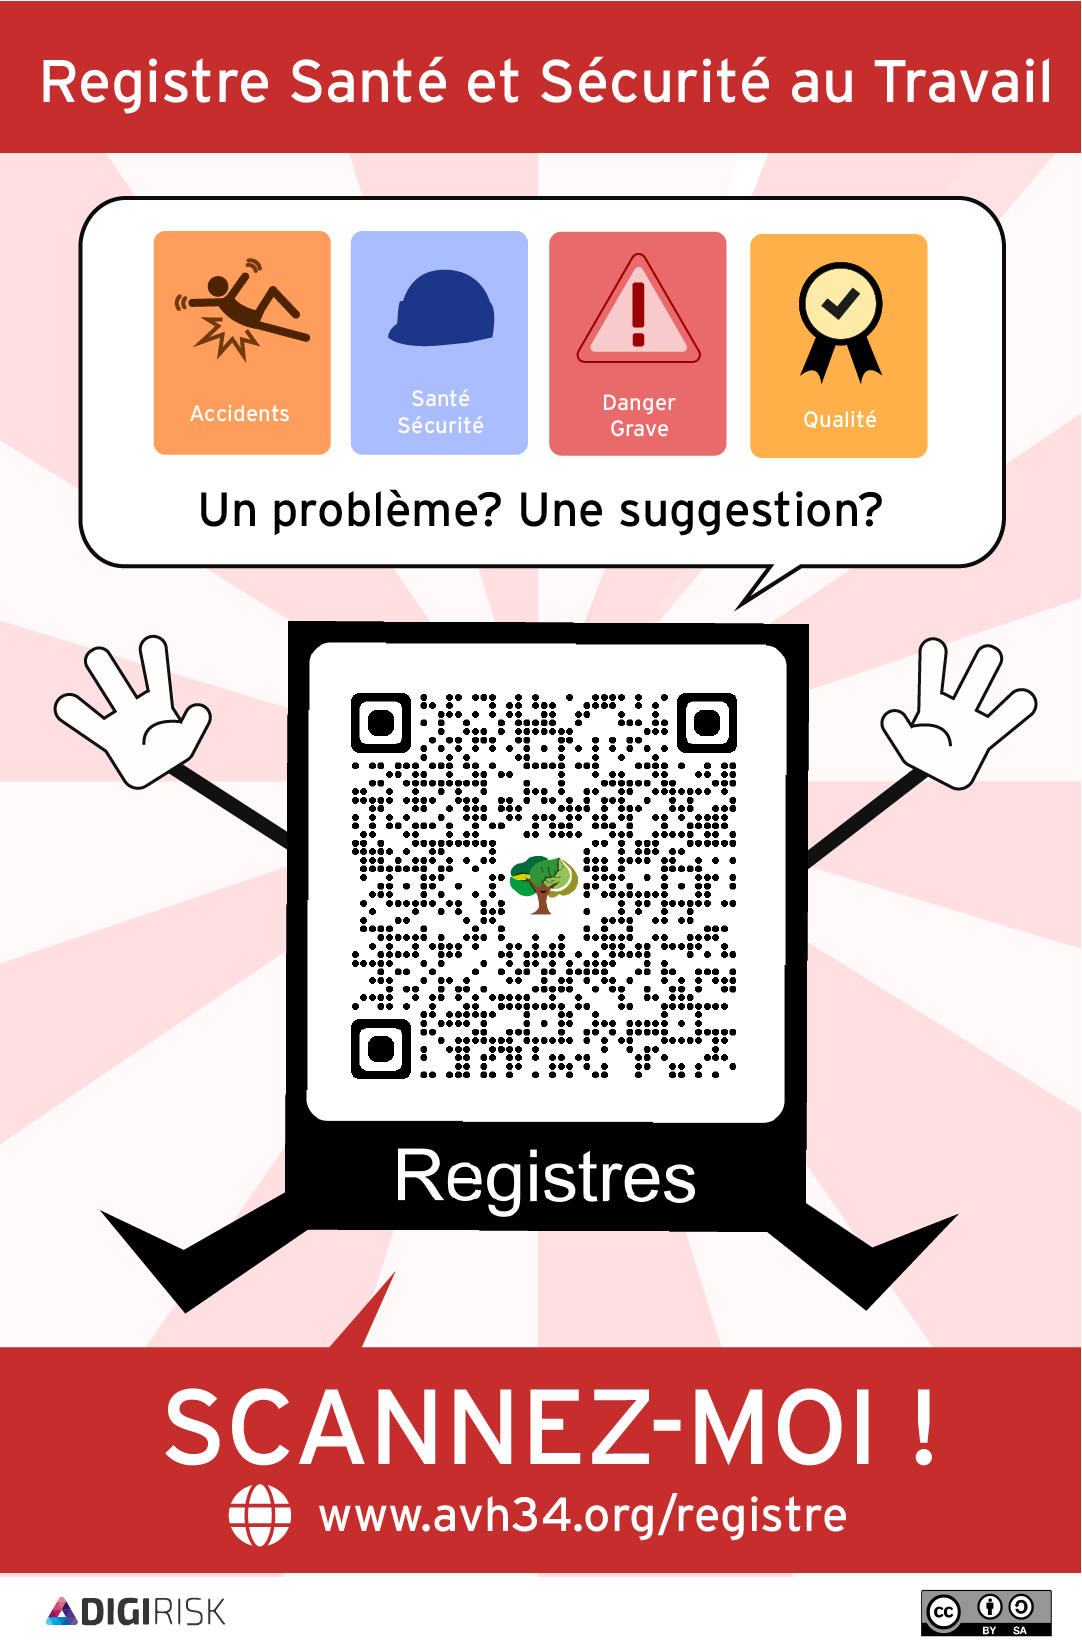 Registre Santé et Sécurité au Travail
Accidents
Santé
Sécurité
Danger
Grave
Qualité
Un problème? Une suggestion?
Registres
SCANNEZ-MOI !
www.avh34.org/registre
DIGIRISK
cc
BY SA